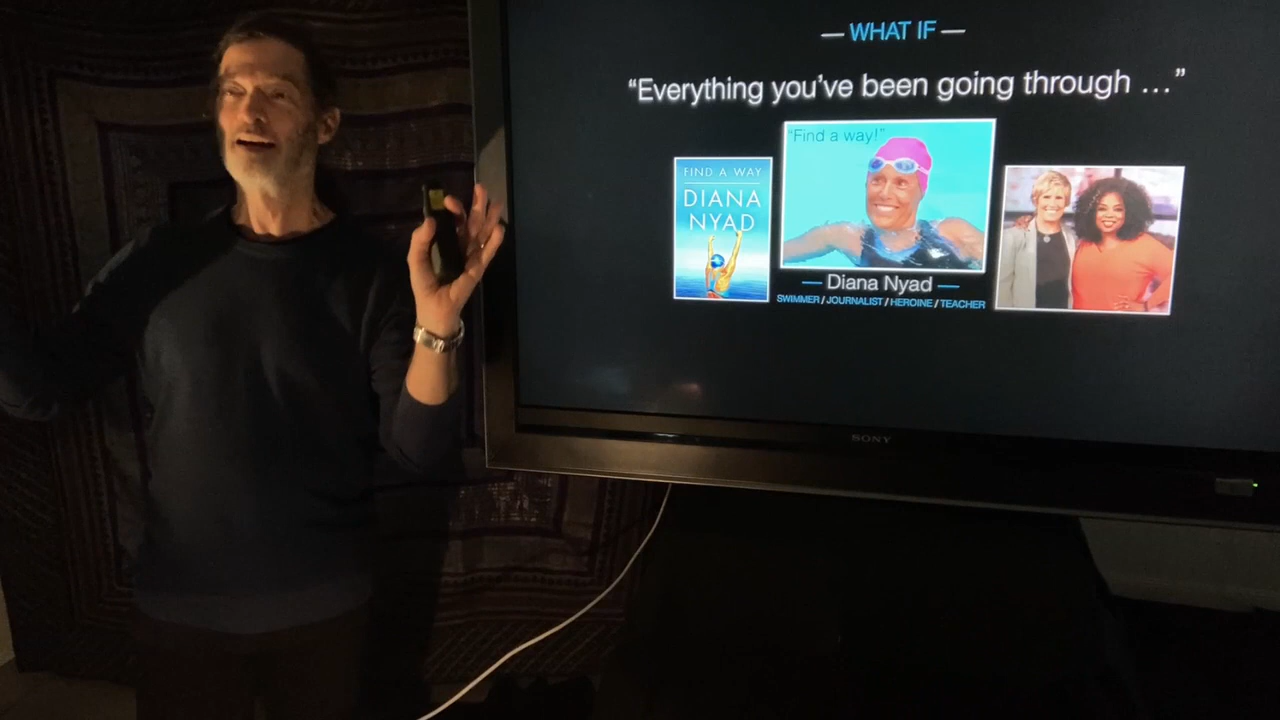 — WHAT IF —
“Everything you’ve been going through ...”
“Find a way!”
FIND A WAY
DIANA
NYAD
— Diana Nyad —
SWIMMER / JOURNALIST / HEROINE / TEACHER
SONY